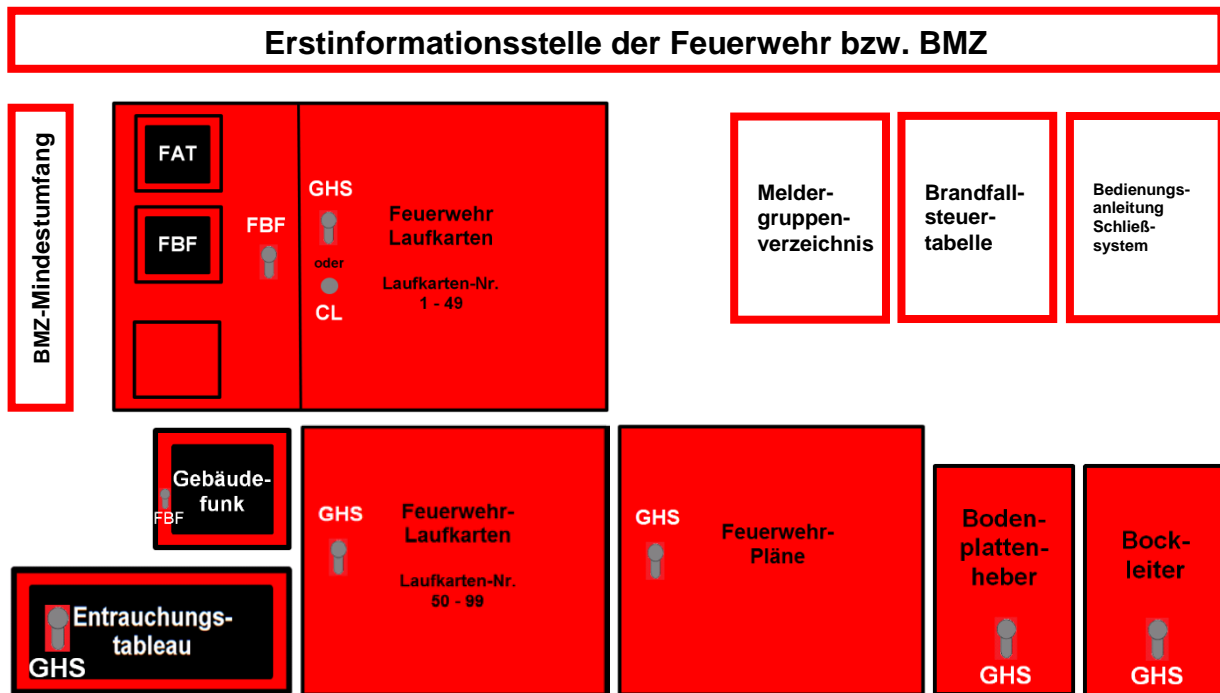 Erstinformationsstelle der Feuerwehr bzw. BMZ
BMZ-Mindestumfang
FAT
FBF
FBF
GHS
oder
CL
Feuerwehr
Laufkarten
Laufkarten-Nr.
1 - 49
Melder-
gruppen-
verzeichnis
Brandfall-
steuer-
tabelle
Bedienungs-
anleitung
Schließ-
system
Gebäude-
funk
FBF
GHS
Feuerwehr-
Laufkarten
Laufkarten-Nr.
50 - 99
GHS
Feuerwehr-
Pläne
Boden-
platten-
heber
GHS
Bock-
leiter
GHS
Entrauchungs-
tableau
GHS